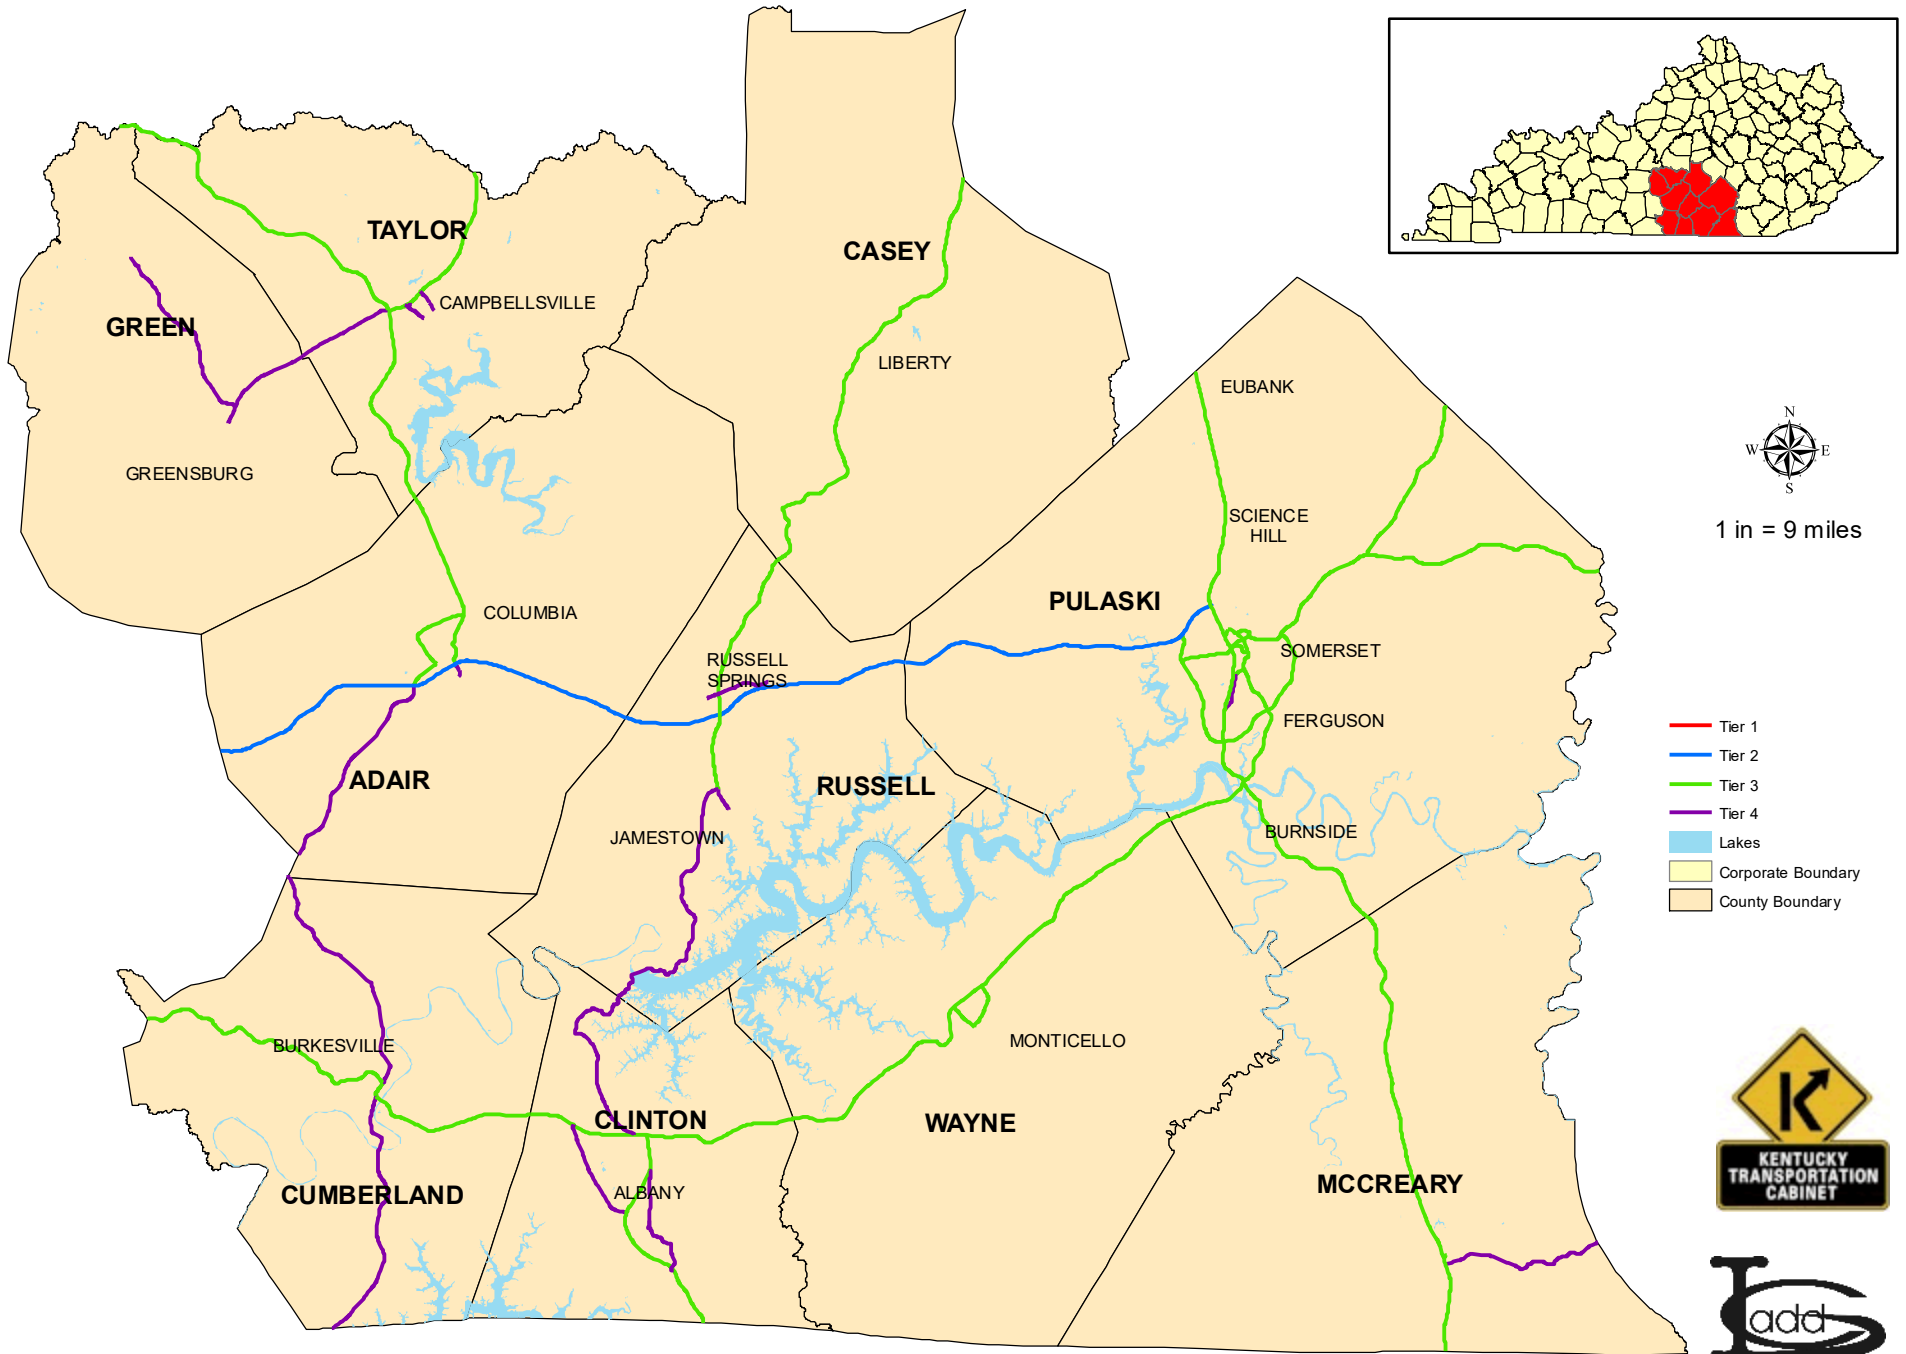 TAYLOR
CASEY
CAMPBELLSVILLE
GREEN
LIBERTY
EUBANK
GREENSBURG
SCIENCE
HILL
N
W
E
S
1 in = 9 miles
COLUMBIA
PULASKI
RUSSELL
SPRINGS
SOMERSET
FERGUSON
Tier 1
Tier 2
Tier 3
Tier 4
Lakes
Corporate Boundary
County Boundary
ADAIR
RUSSELL
JAMESTOWN
BURNSIDE
BURKESVILLE
MONTICELLO
CLINTON
WAYNE
ALBANY
CUMBERLAND
MCCREARY
K
KENTUCKY
TRANSPORTATION
CABINET
LC
add